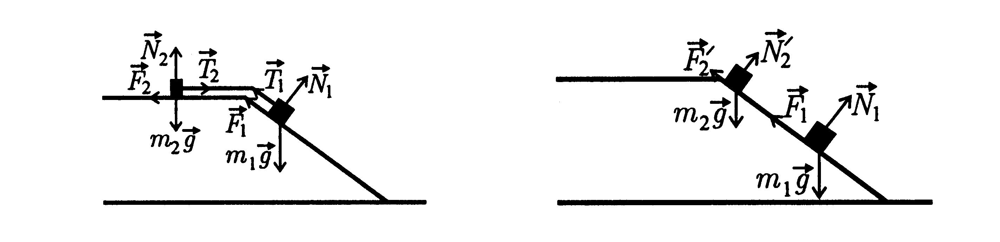 N⃗₂
F⃗₂
T⃗₂
T⃗₁
N⃗₁
F⃗₁
m₂g⃗
m₁g⃗
F⃗₂′
N⃗₂′
F⃗₁
N⃗₁
m₂g⃗
m₁g⃗